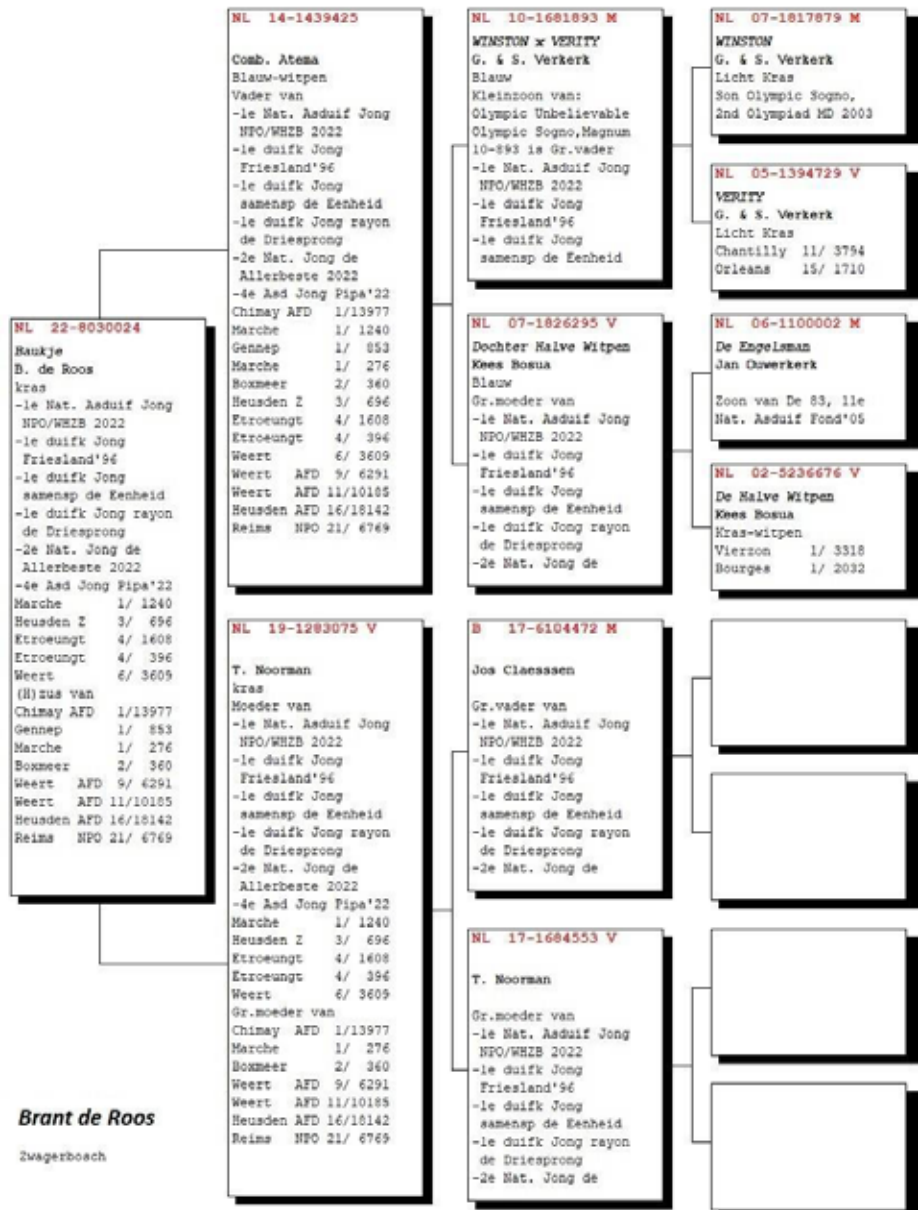 NL 22-8030024
Baukje
B. de Roos
kras
-1e Nat. Asduif Jong
NPO/WHZB 2022
-1e duifk Jong
Friesland'96
-1e duifk Jong
samensp de Eenheid
-1e duifk Jong rayon
de Driesprong
-2e Nat. Jong de
Allerbeste 2022
-4e Asd Jong Pipa'22
Marche 1/ 1240
Heusden Z 3/ 696
Etroeungt 4/ 1608
Etroeungt 4/ 396
Weert 6/ 3609
(H)zus van
Chimay AFD 1/13977
Gennep 1/ 853
Marche 1/ 276
Boxmeer 2/ 360
Weert AFD 9/ 6291
Weert AFD 11/10185
Heusden AFD 16/18142
Reims NPO 21/ 6769
Brant de Roos
Zwagerbosch
NL 14-1439425
Comb. Atema
Blauw-witpen
Vader van
-1e Nat. Asduif Jong
NPO/WHZB 2022
-1e duifk Jong
Friesland'96
-1e duifk Jong
samensp de Eenheid
-1e duifk Jong rayon
de Driesprong
-2e Nat. Jong de
Allerbeste 2022
-4e Asd Jong Pipa'22
Chimay AFD 1/13977
Marche 1/ 1240
Gennep 1/ 853
Marche 1/ 276
Boxmeer 2/ 360
Heusden Z 3/ 696
Etroeungt 4/ 1608
Etroeungt 4/ 396
Weert 6/ 3609
Weert AFD 9/ 6291
Weert AFD 11/10185
Heusden AFD 16/18142
Reims NPO 21/ 6769
NL 19-1283075 V
T. Noorman
kras
Moeder van
-1e Nat. Asduif Jong
NPO/WHZB 2022
-1e duifk Jong
Friesland'96
-1e duifk Jong
samensp de Eenheid
-1e duifk Jong rayon
de Driesprong
-2e Nat. Jong de
Allerbeste 2022
-4e Asd Jong Pipa'22
Marche 1/ 1240
Heusden Z 3/ 696
Etroeungt 4/ 1608
Etroeungt 4/ 396
Weert 6/ 3609
Gr.moeder van
Chimay AFD 1/13977
Marche 1/ 276
Boxmeer 2/ 360
Weert AFD 9/ 6291
Weert AFD 11/10185
Heusden AFD 16/18142
Reims NPO 21/ 6769
NL 10-1681893 M
WINSTON x VERITY
G. & S. Verkerk
Blauw
Kleinzoon van:
Olympic Unbelievable
Olympic Sogno,Magnum
10-893 is Gr.vader
-1e Nat. Asduif Jong
NPO/WHZB 2022
-1e duifk Jong
Friesland'96
-1e duifk Jong
samensp de Eenheid
NL 07-1826295 V
Dochter Halve Witpen
Kees Bosua
Blauw
Gr.moeder van
-1e Nat. Asduif Jong
NPO/WHZB 2022
-1e duifk Jong
Friesland'96
-1e duifk Jong
samensp de Eenheid
-1e duifk Jong rayon
de Driesprong
-2e Nat. Jong de
B 17-6104472 M
Jos Claesssen
Gr.vader van
-1e Nat. Asduif Jong
NPO/WHZB 2022
-1e duifk Jong
Friesland'96
-1e duifk Jong
samensp de Eenheid
-1e duifk Jong rayon
de Driesprong
-2e Nat. Jong de
NL 17-1684553 V
T. Noorman
Gr.moeder van
-1e Nat. Asduif Jong
NPO/WHZB 2022
-1e duifk Jong
Friesland'96
-1e duifk Jong
samensp de Eenheid
-1e duifk Jong rayon
de Driesprong
-2e Nat. Jong de
NL 07-1817879 M
WINSTON
G. & S. Verkerk
Licht Kras
Son Olympic Sogno,
2nd Olympiad MD 2003
NL 05-1394729 V
VERITY
G. & S. Verkerk
Licht Kras
Chantilly 11/ 3794
Orleans 15/ 1710
NL 06-1100002 M
De Engelsman
Jan Ouwerkerk
Zoon van De 83, 11e
Nat. Asduif Fond'05
NL 02-5236676 V
De Halve Witpen
Kees Bosua
Kras-witpen
Vierzon 1/ 3318
Bourges 1/ 2032